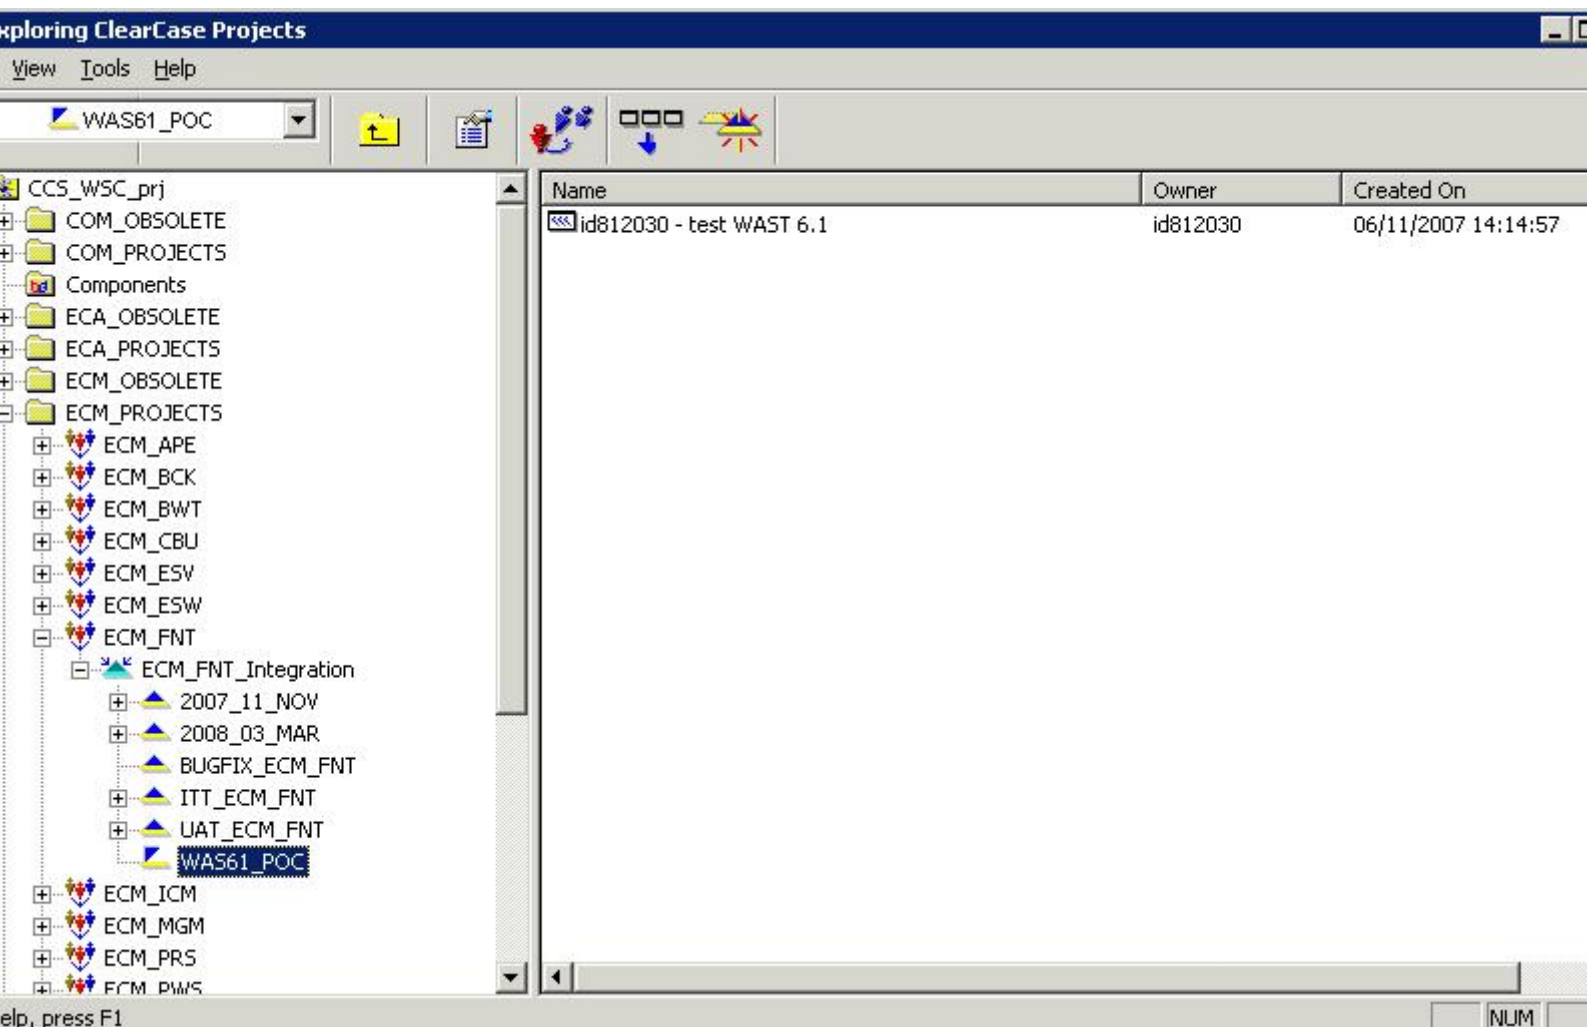 xploring ClearCase Projects
View Tools Help
WAS61_POC
CCS_WSC_prj
COM_OBSOLETE
COM_PROJECTS
Components
ECA_OBSOLETE
ECA_PROJECTS
ECM_OBSOLETE
ECM_PROJECTS
ECM_APE
ECM_BCK
ECM_BWT
ECM_CBU
ECM_ESV
ECM_ESW
ECM_FNT
ECM_FNT_Integration
2007_11_NOV
2008_03_MAR
BUGFIX_ECM_FNT
ITT_ECM_FNT
UAT_ECM_FNT
WAS61_POC
ECM_ICM
ECM_MGM
ECM_PRS
ECM_PWS
Name Owner Created On
id812030 - test WAST 6.1 id812030 06/11/2007 14:14:57
elp, press F1
NUM